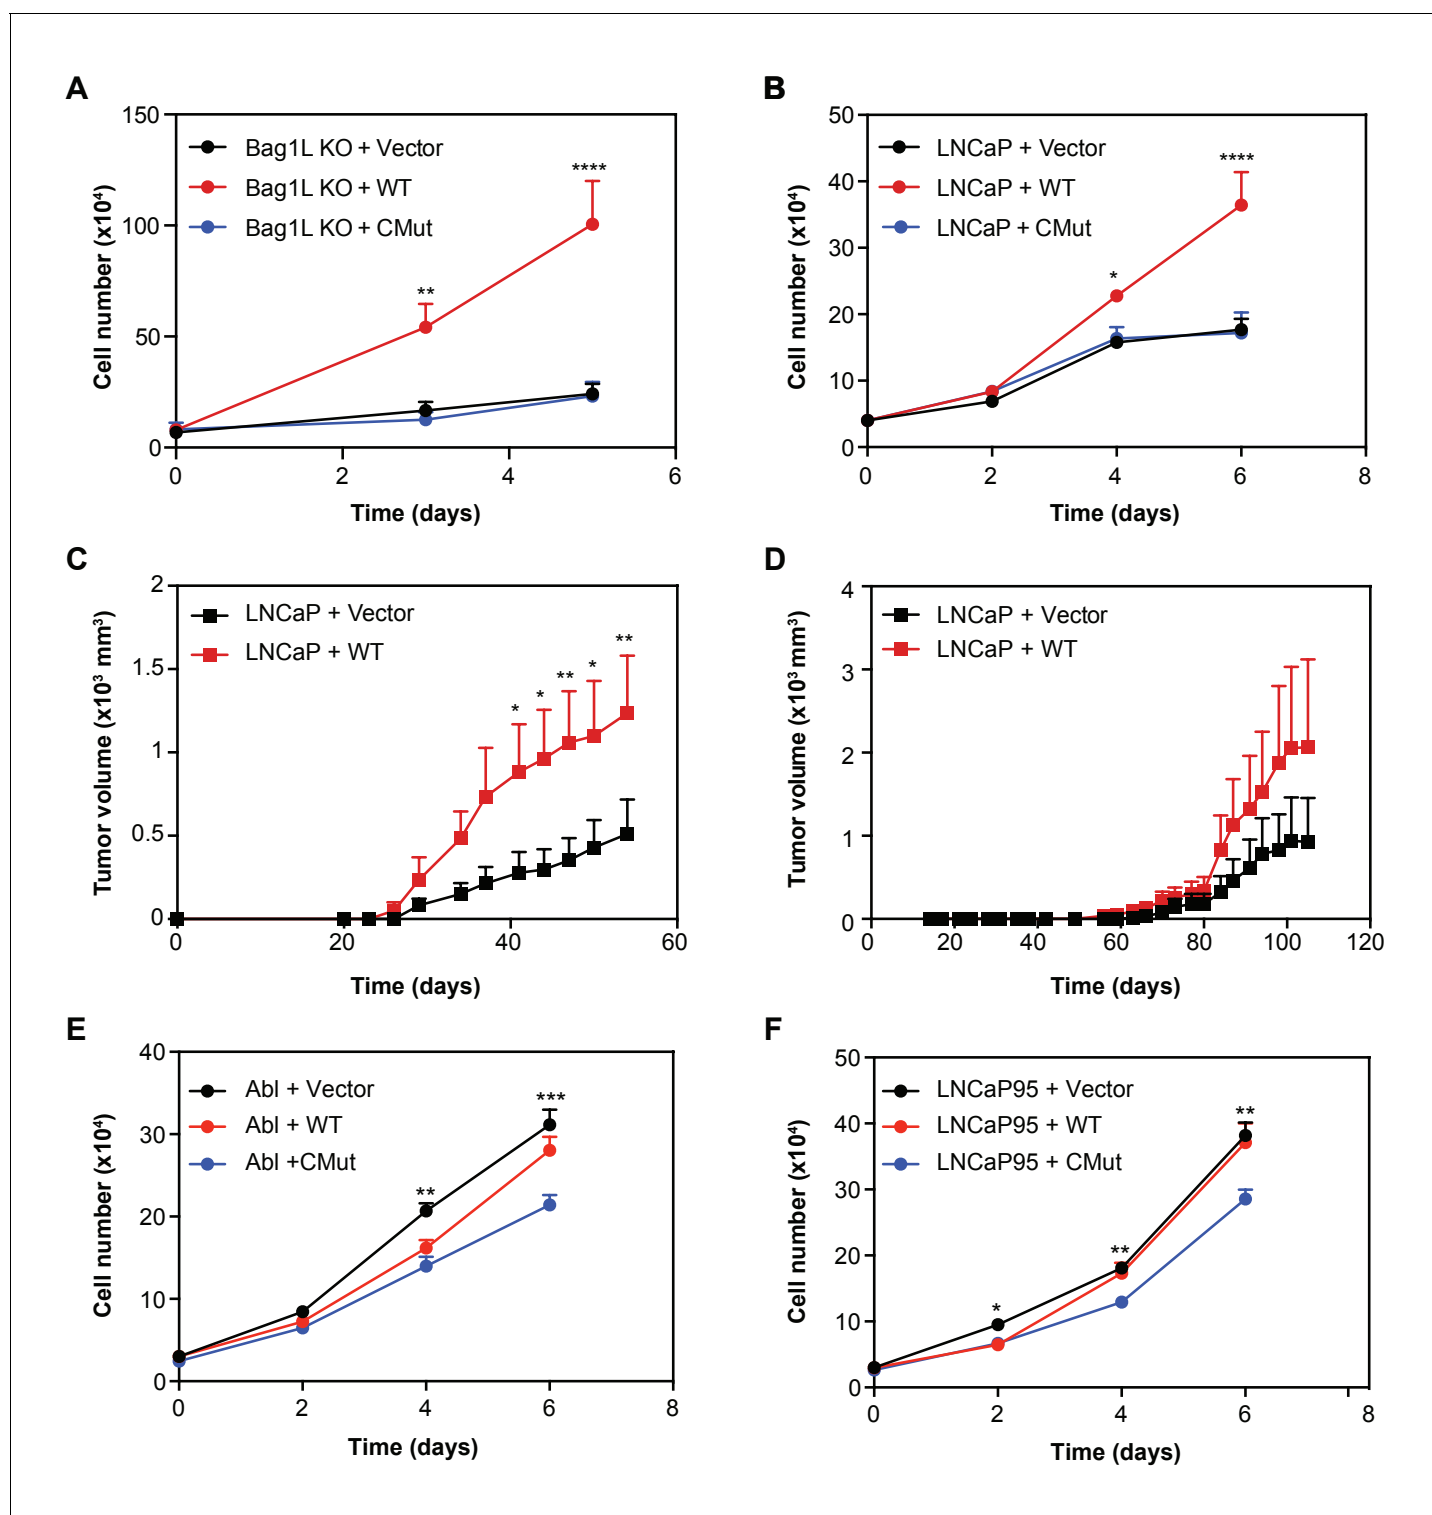 A
Cell number (x10⁴)
150
100
50
0
Bag1L KO + Vector
Bag1L KO + WT
Bag1L KO + CMut
**
****
0 2 4 6
Time (days)
B
Cell number (x10⁴)
50
40
30
20
10
0
LNCaP + Vector
LNCaP + WT
LNCaP + CMut
*
****
0 2 4 6 8
Time (days)
C
Tumor volume (x10³ mm³)
2
1.5
1
0.5
0
LNCaP + Vector
LNCaP + WT
* * ** * **
0 20 40 60
Time (days)
D
Tumor volume (x10³ mm³)
4
3
2
1
0
LNCaP + Vector
LNCaP + WT
0 20 40 60 80 100 120
Time (days)
E
Cell number (x10⁴)
40
30
20
10
0
Abl + Vector
Abl + WT
Abl +CMut
**
***
0 2 4 6 8
Time (days)
F
Cell number (x10⁴)
50
40
30
20
10
0
LNCaP95 + Vector
LNCaP95 + WT
LNCaP95 + CMut
*
**
**
0 2 4 6 8
Time (days)